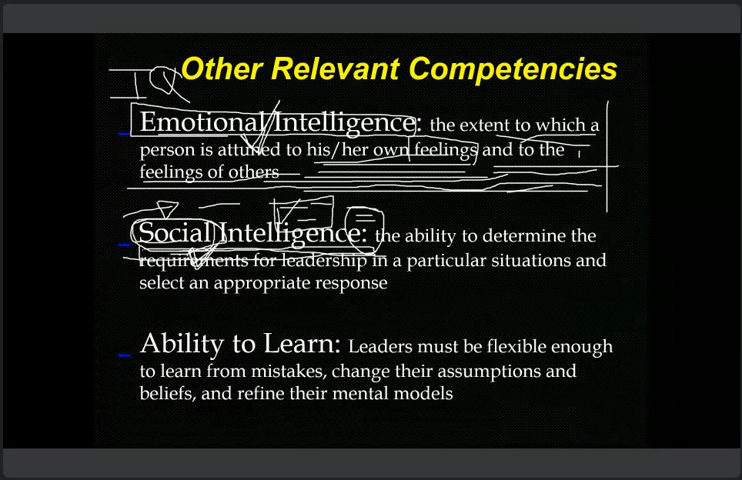 Other Relevant Competencies
IQ
Emotional Intelligence: the extent to which a
person is attuned to his/her own feelings and to the
feelings of others
Social Intelligence: the ability to determine the
requirements for leadership in a particular situations and
select an appropriate response
Ability to Learn: Leaders must be flexible enough
to learn from mistakes, change their assumptions and
beliefs, and refine their mental models